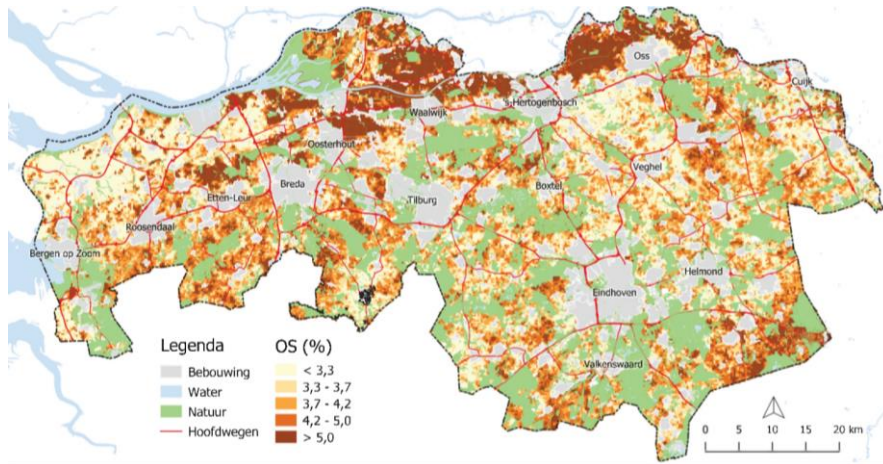 Oss
Cuijk
's Hertogenbosch
Waalwijk
Oosterhout
Veghel
Breda
Boxtel
Etten-Leur
Tilburg
Roosendaal
Bergen op Zoom
Helmond
Eindhoven
Valkenswaard
Legenda
Bebouwing
Water
Natuur
Hoofdwegen
OS (%)
< 3,3
3,3 - 3,7
3,7 - 4,2
4,2 - 5,0
> 5,0
0 5 10 15 20 km